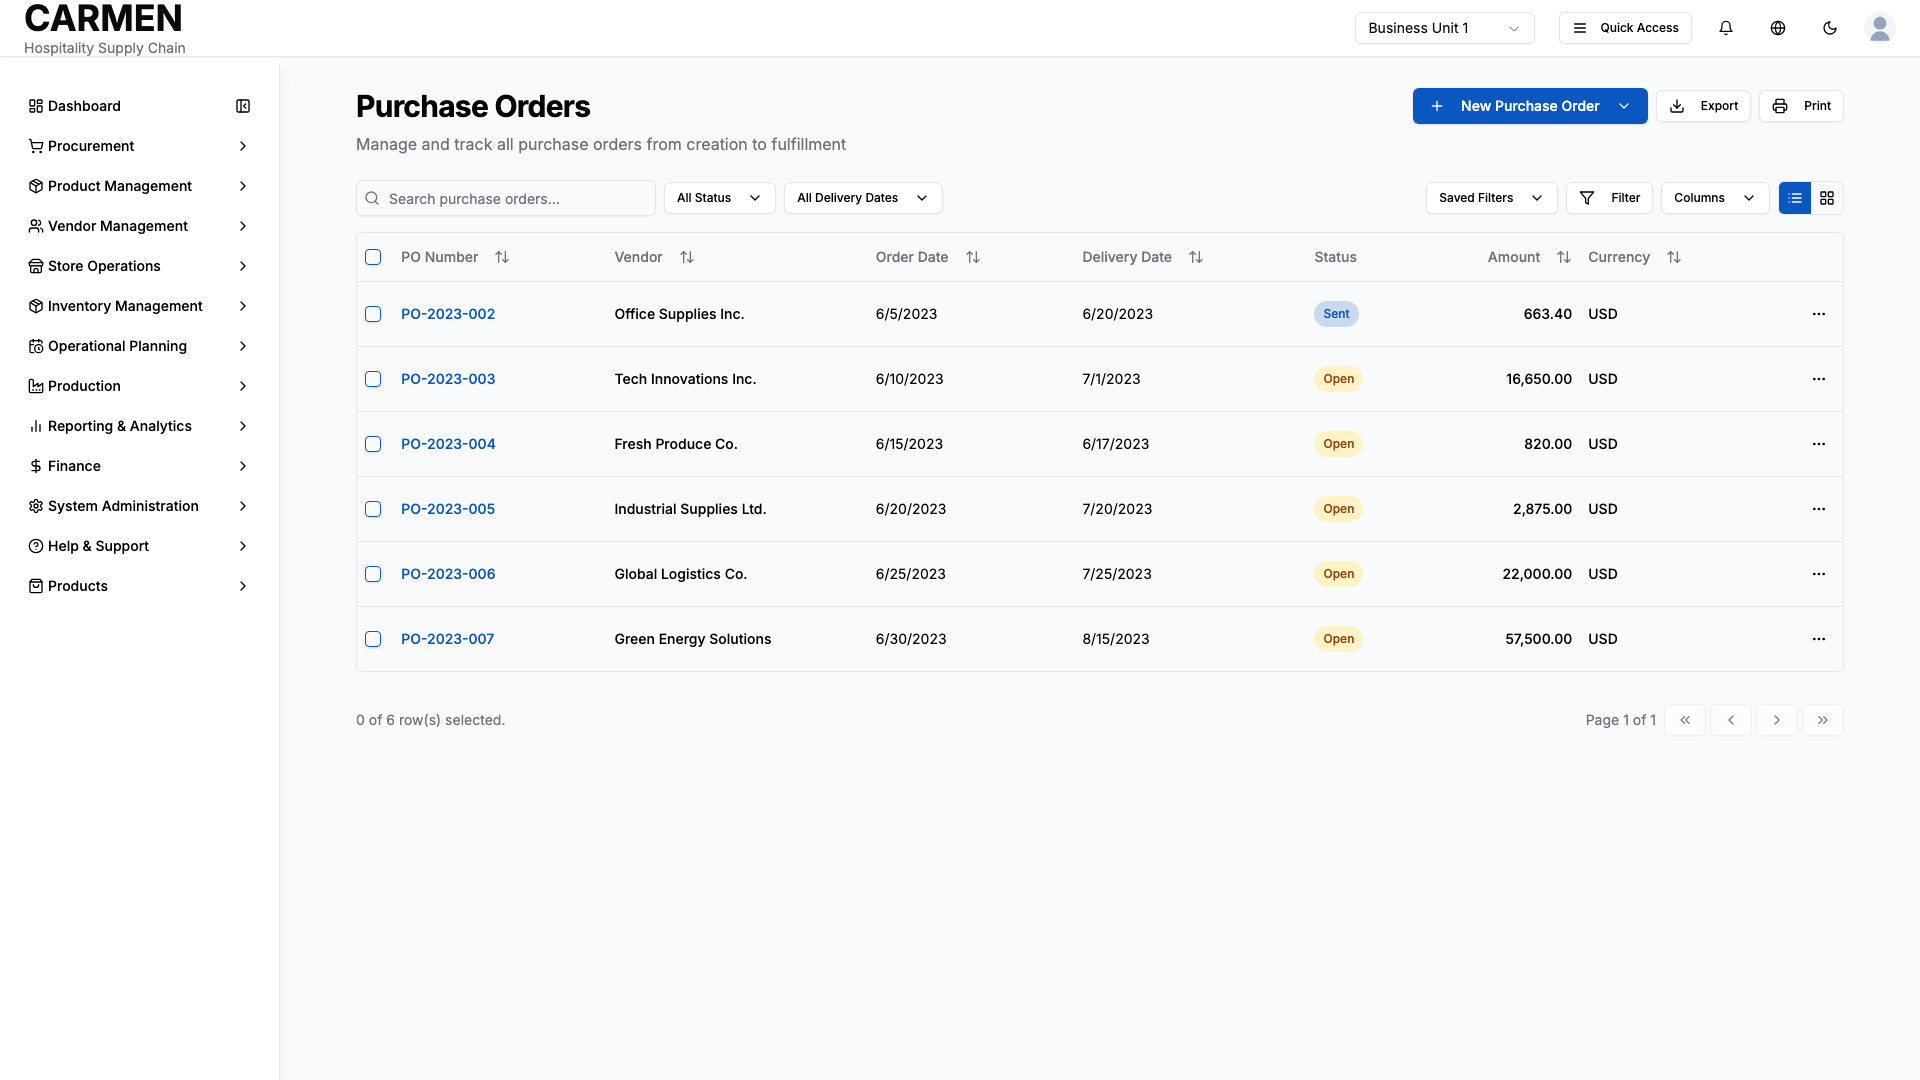 CARMEN
Hospitality Supply Chain
Business Unit 1
Quick Access
Dashboard
Procurement
Product Management
Vendor Management
Store Operations
Inventory Management
Operational Planning
Production
Reporting & Analytics
Finance
System Administration
Help & Support
Products
Purchase Orders
Manage and track all purchase orders from creation to fulfillment
New Purchase Order
Export
Print
Search purchase orders...
All Status
All Delivery Dates
Saved Filters
Filter
Columns
PO Number Vendor Order Date Delivery Date Status Amount Currency
PO-2023-002 Office Supplies Inc. 6/5/2023 6/20/2023 Sent 663.40 USD
PO-2023-003 Tech Innovations Inc. 6/10/2023 7/1/2023 Open 16,650.00 USD
PO-2023-004 Fresh Produce Co. 6/15/2023 6/17/2023 Open 820.00 USD
PO-2023-005 Industrial Supplies Ltd. 6/20/2023 7/20/2023 Open 2,875.00 USD
PO-2023-006 Global Logistics Co. 6/25/2023 7/25/2023 Open 22,000.00 USD
PO-2023-007 Green Energy Solutions 6/30/2023 8/15/2023 Open 57,500.00 USD
0 of 6 row(s) selected.
Page 1 of 1